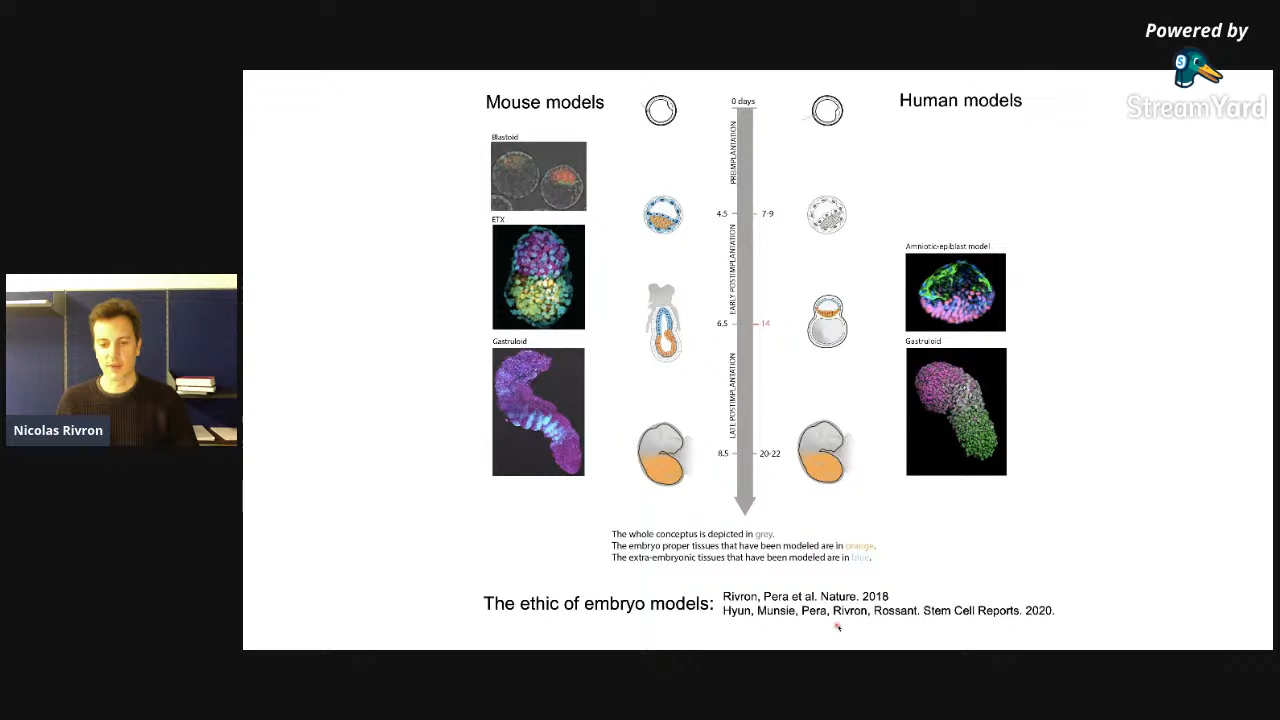 Powered by
StreamYard
Mouse models
Human models
0 days
Blastoid
PREIMPLANTATION
4.5
7-9
ETX
EARLY POSTIMPLANTATION
Amniotic-epiblast model
6.5
14
Gastruloid
Gastruloid
LATE POSTIMPLANTATION
8.5
20-22
Nicolas Rivron
The whole conceptus is depicted in grey.
The embryo proper tissues that have been modeled are in orange.
The extra-embryonic tissues that have been modeled are in blue.
The ethic of embryo models:
Rivron, Pera et al. Nature. 2018
Hyun, Munsie, Pera, Rivron, Rossant. Stem Cell Reports. 2020.